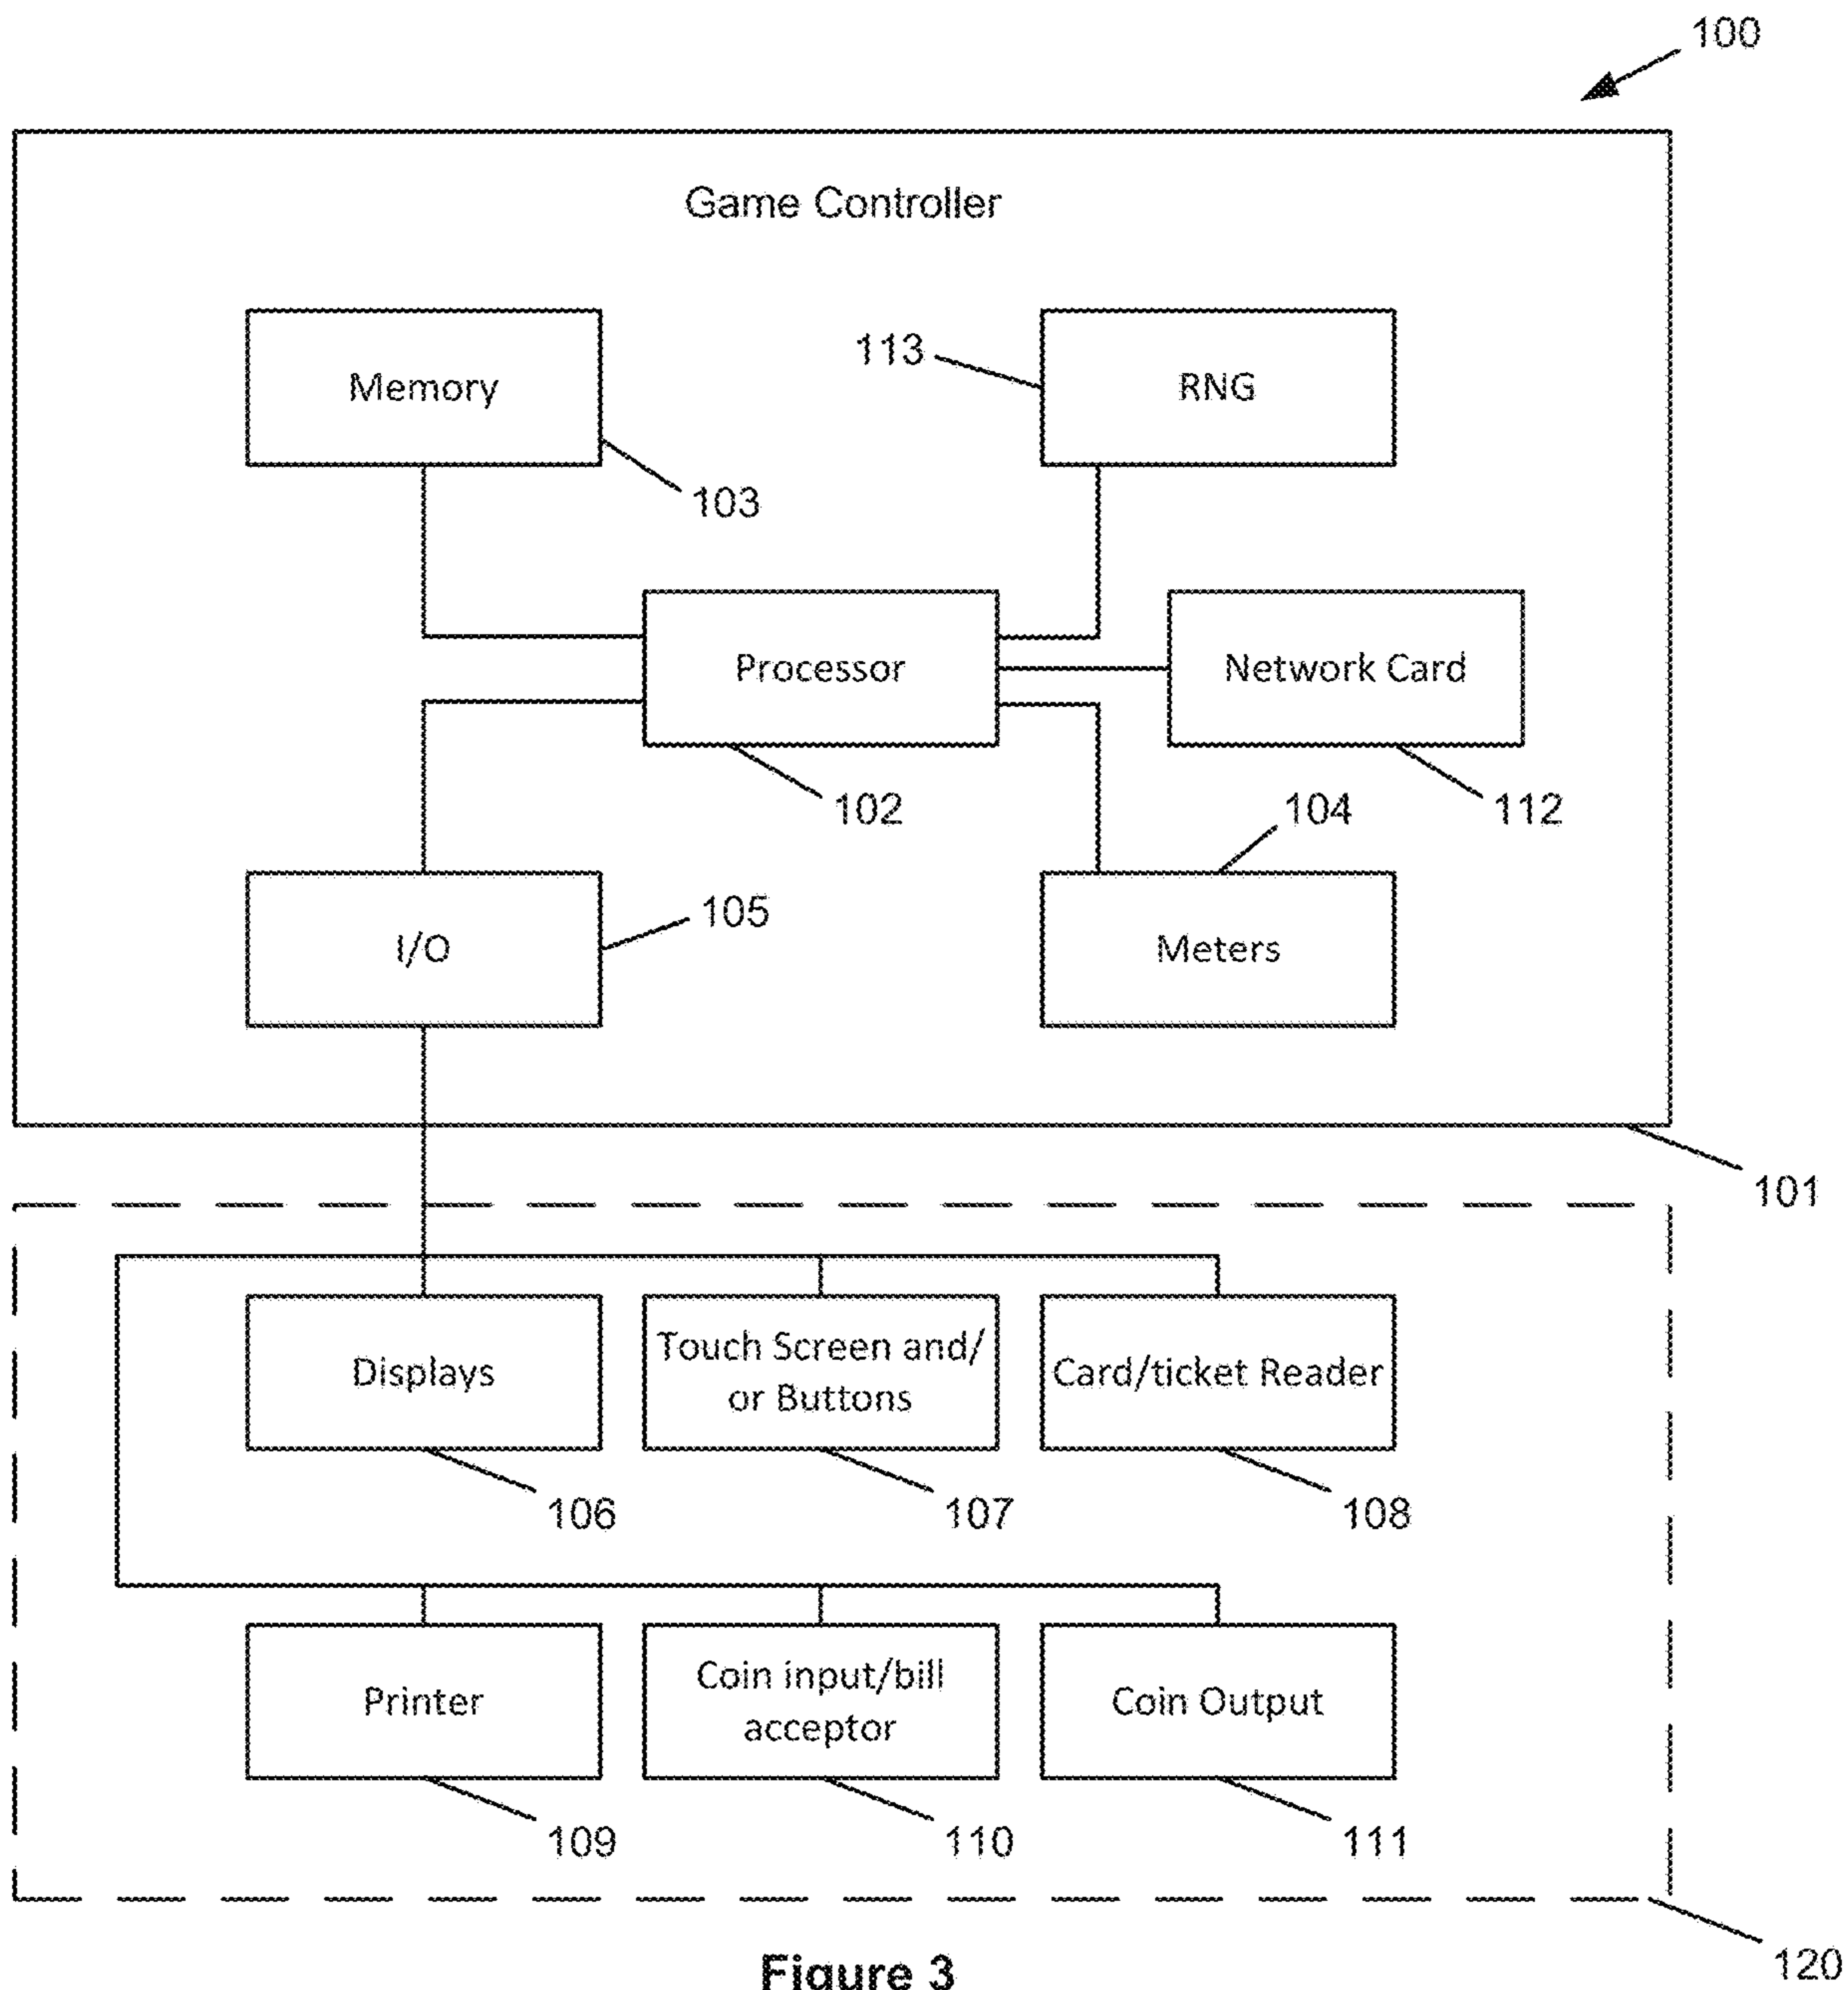 100
Game Controller
Memory
113
RNG
103
Processor
Network Card
102
104
112
I/O
105
Meters
101
Displays
Touch Screen and/
or Buttons
Card/ticket Reader
106
107
108
Printer
Coin input/bill
acceptor
Coin Output
109
110
111
120
Figure 3